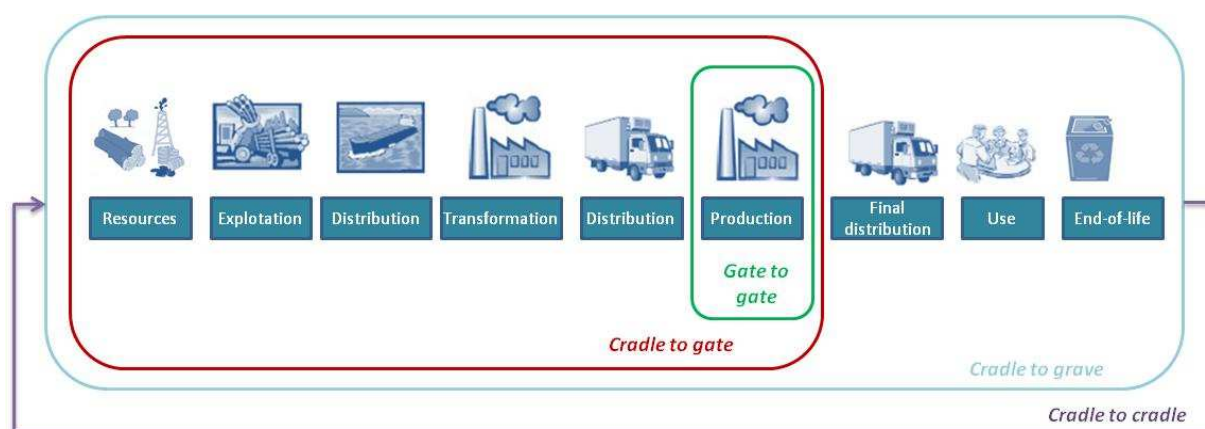 Resources
Explotation
Distribution
Transformation
Distribution
Production
Final
distribution
Use
End-of-life
Gate to
gate
Cradle to gate
Cradle to grave
Cradle to cradle